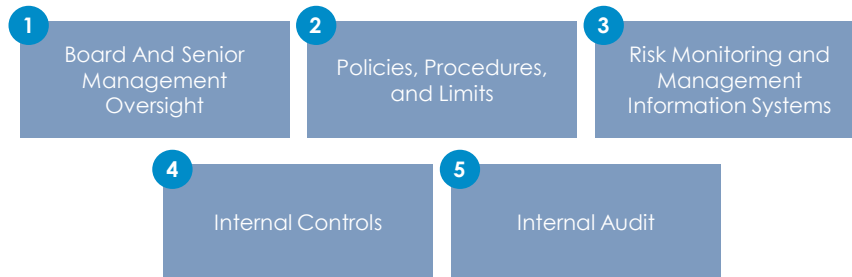 1
Board And Senior
Management
Oversight
2
Policies, Procedures,
and Limits
3
Risk Monitoring and
Management
Information Systems
4
Internal Controls
5
Internal Audit